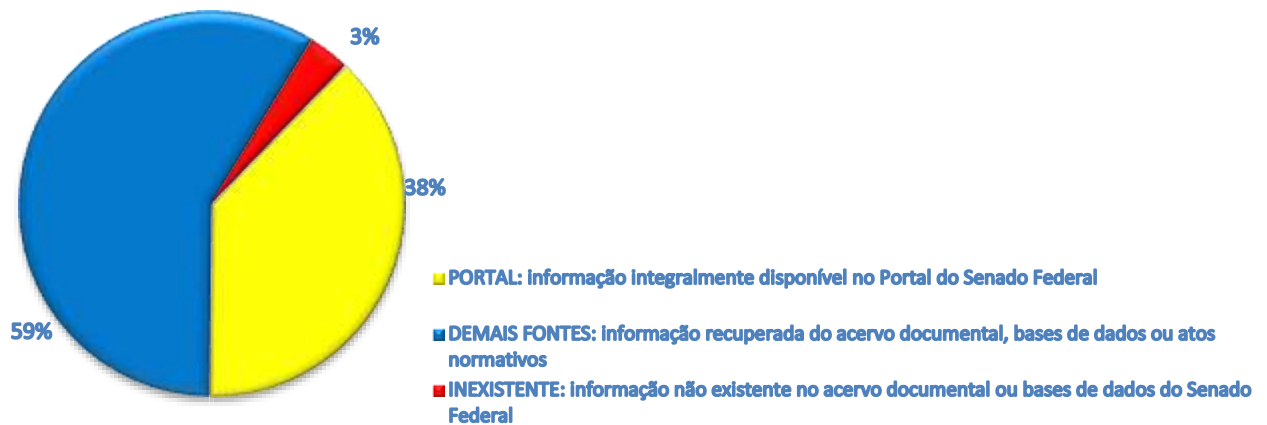 3%
38%
59%
PORTAL: informação integralmente disponível no Portal do Senado Federal
DEMAIS FONTES: informação recuperada do acervo documental, bases de dados ou atos
normativos
INEXISTENTE: informação não existente no acervo documental ou bases de dados do Senado
Federal